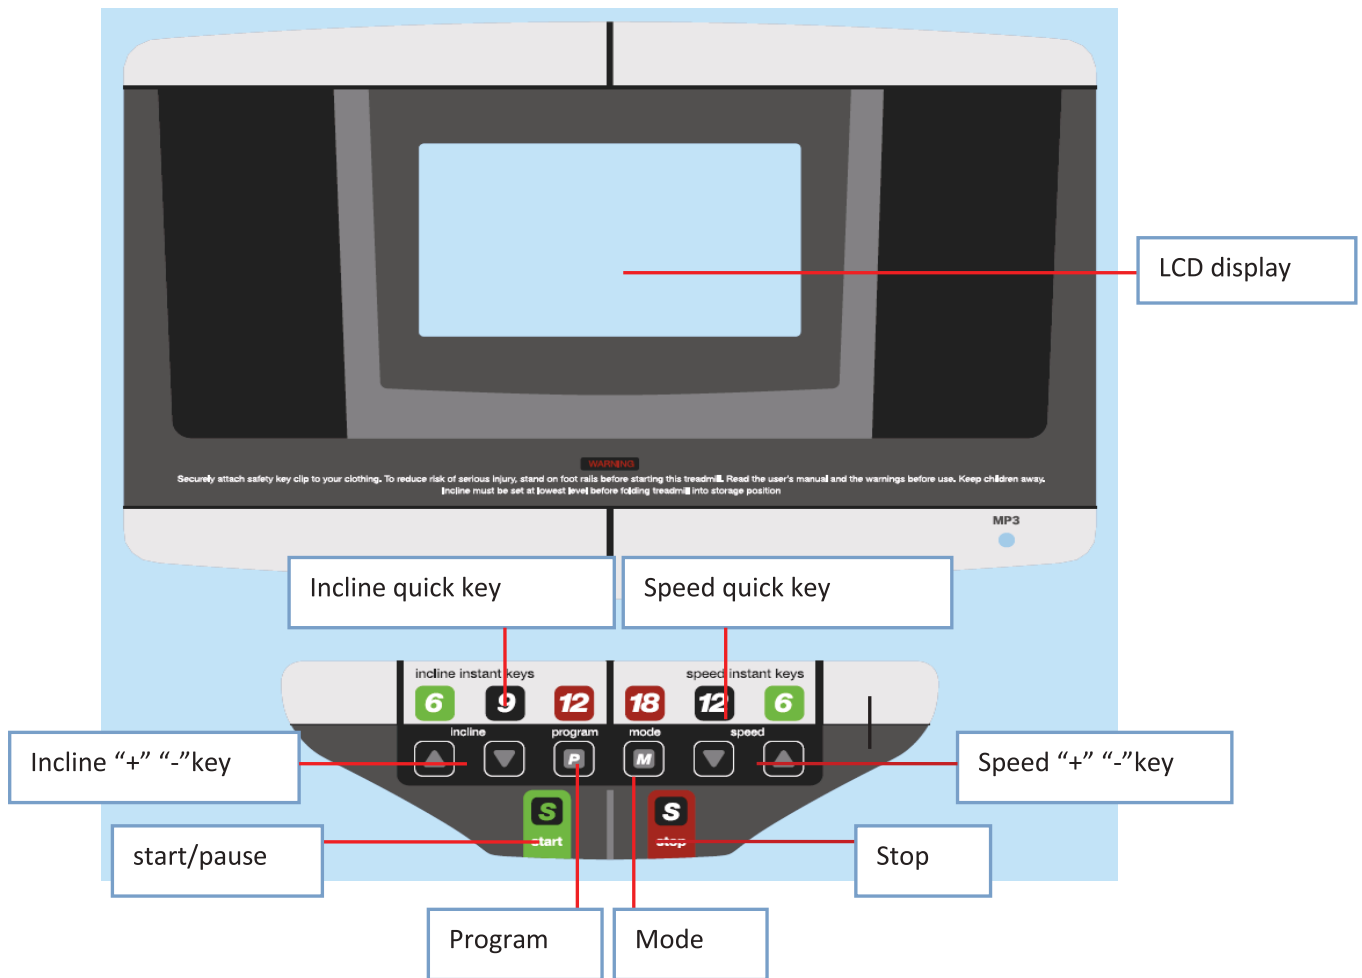 LCD display
WARNING
Securely attach safety key clip to your clothing. To reduce risk of serious injury, stand on foot rails before starting this treadmill. Read the user's manual and the warnings before use. Keep children away.
Incline must be set at lowest level before folding treadmill into storage position
MP3
Incline quick key
Speed quick key
incline instant keys
speed instant keys
6 9 12 18 12 6
incline program mode speed
P M
Incline “+” “-”key
Speed “+” “-”key
S S
start stop
start/pause
Stop
Program
Mode